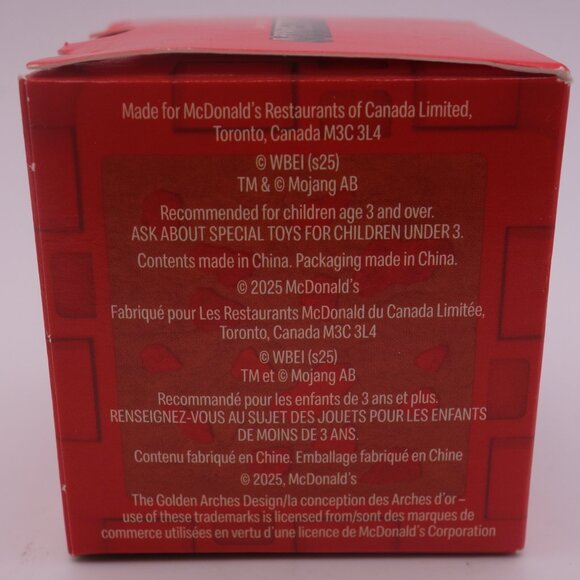 Made for McDonald's Restaurants of Canada Limited,
Toronto, Canada M3C 3L4
© WBEI (s25)
TM & © Mojang AB
Recommended for children age 3 and over.
ASK ABOUT SPECIAL TOYS FOR CHILDREN UNDER 3.
Contents made in China. Packaging made in China.
© 2025 McDonald's
Fabriqué pour Les Restaurants McDonald du Canada Limitée,
Toronto, Canada M3C 3L4
© WBEI (s25)
TM et © Mojang AB
Recommandé pour les enfants de 3 ans et plus.
RENSEIGNEZ-VOUS AU SUJET DES JOUETS POUR LES ENFANTS
DE MOINS DE 3 ANS.
Contenu fabriqué en Chine. Emballage fabriqué en Chine
© 2025, McDonald's
The Golden Arches Design/la conception des Arches d'or –
use of these trademarks is licensed from/sont des marques de
commerce utilisées en vertu d'une licence de McDonald's Corporation